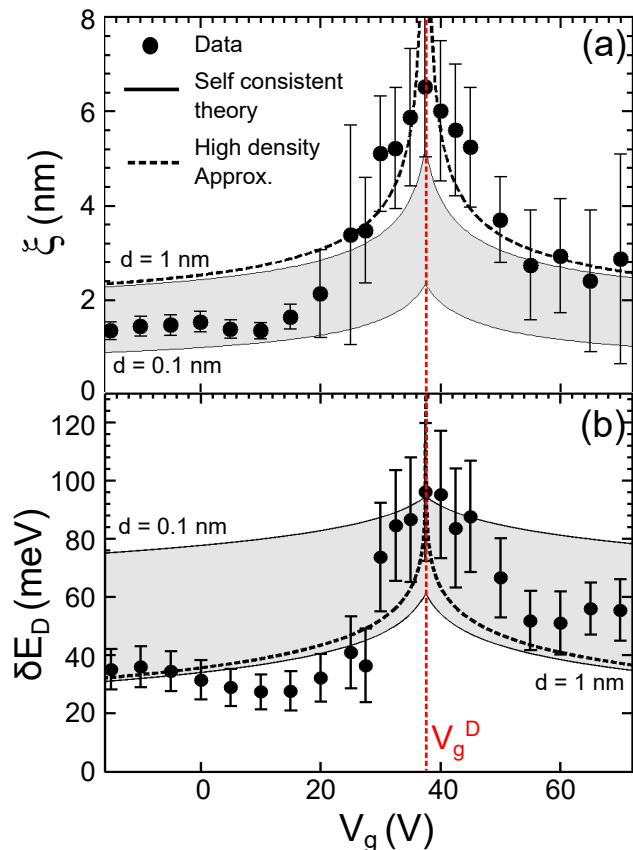 8
(a)
Data
Self consistent
theory
High density
Approx.
6
4
2
0
ξ (nm)
d = 1 nm
d = 0.1 nm
(b)
120
100
80
60
40
20
0
δE_D (meV)
d = 0.1 nm
d = 1 nm
V_g^D
0 20 40 60
V_g (V)